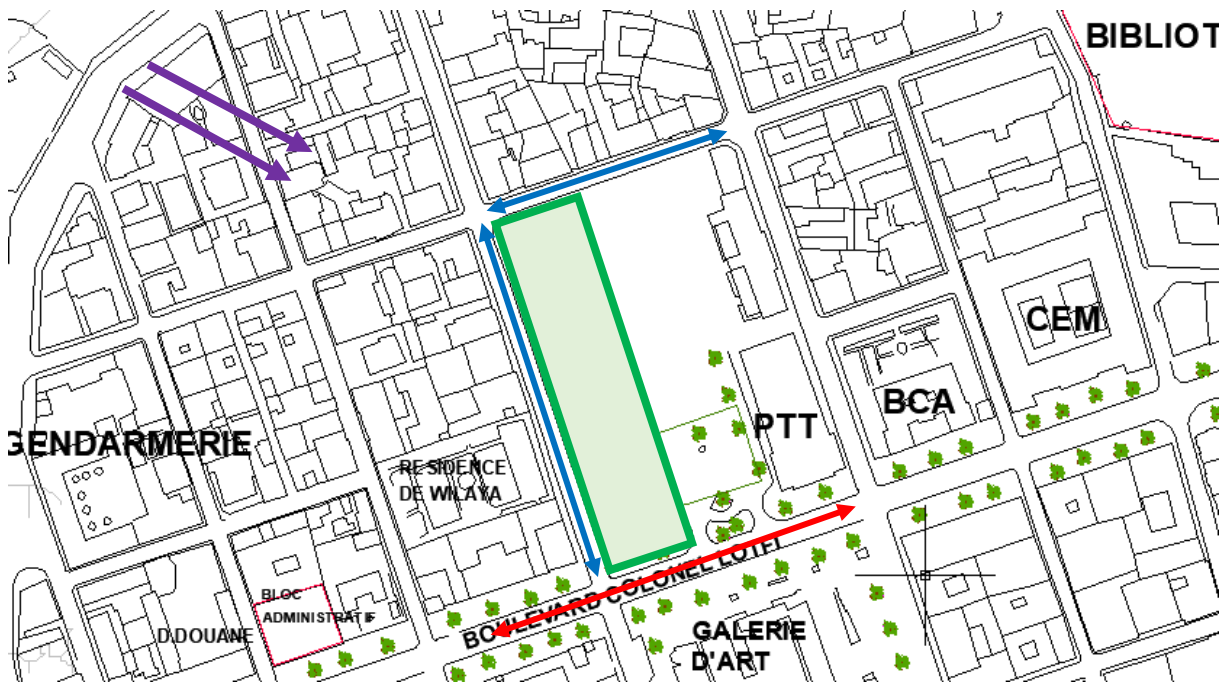 BIBLIOT
CEM
BCA
PTT
GENDARMERIE
RESIDENCE
DE WILAYA
BOULEVARD COLONEL LOTFI
BLOC
ADMINISTRATIF
D.DOUANE
GALERIE
D'ART